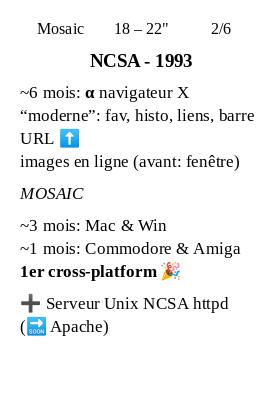 Mosaic 18 – 22" 2/6
NCSA - 1993
~6 mois: α navigateur X
“moderne”: fav, histo, liens, barre
URL ⬆️
images en ligne (avant: fenêtre)
MOSAIC
~3 mois: Mac & Win
~1 mois: Commodore & Amiga
1er cross-platform 🎉
➕ Serveur Unix NCSA httpd
(🔜 Apache)